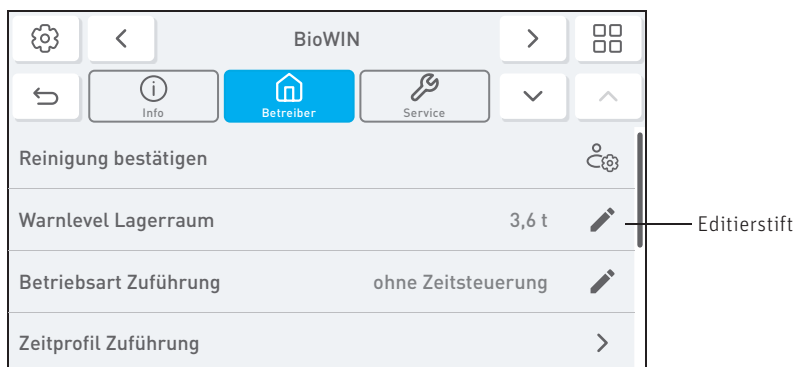 BioWIN
Info
Betreiber
Service
Reinigung bestätigen
Warnlevel Lagerraum 3,6 t
Editierstift
Betriebsart Zuführung ohne Zeitsteuerung
Zeitprofil Zuführung